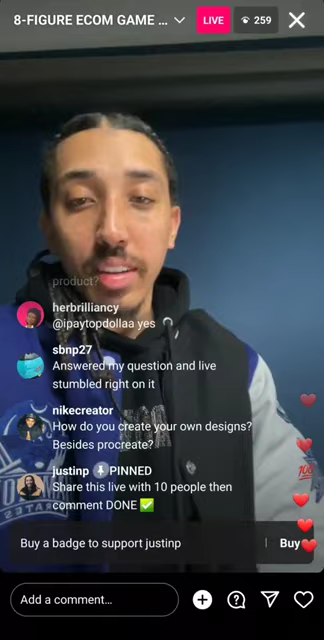 8-FIGURE ECOM GAME ...
LIVE
259
product?
herbrilliancy
@ipaytopdollaa yes
sbnp27
Answered my question and live
stumbled right on it
nikecreator
How do you create your own designs?
Besides procreate?
justinp PINNED
Share this live with 10 people then
comment DONE ✅
Buy a badge to support justinp
Buy
💯
Add a comment...